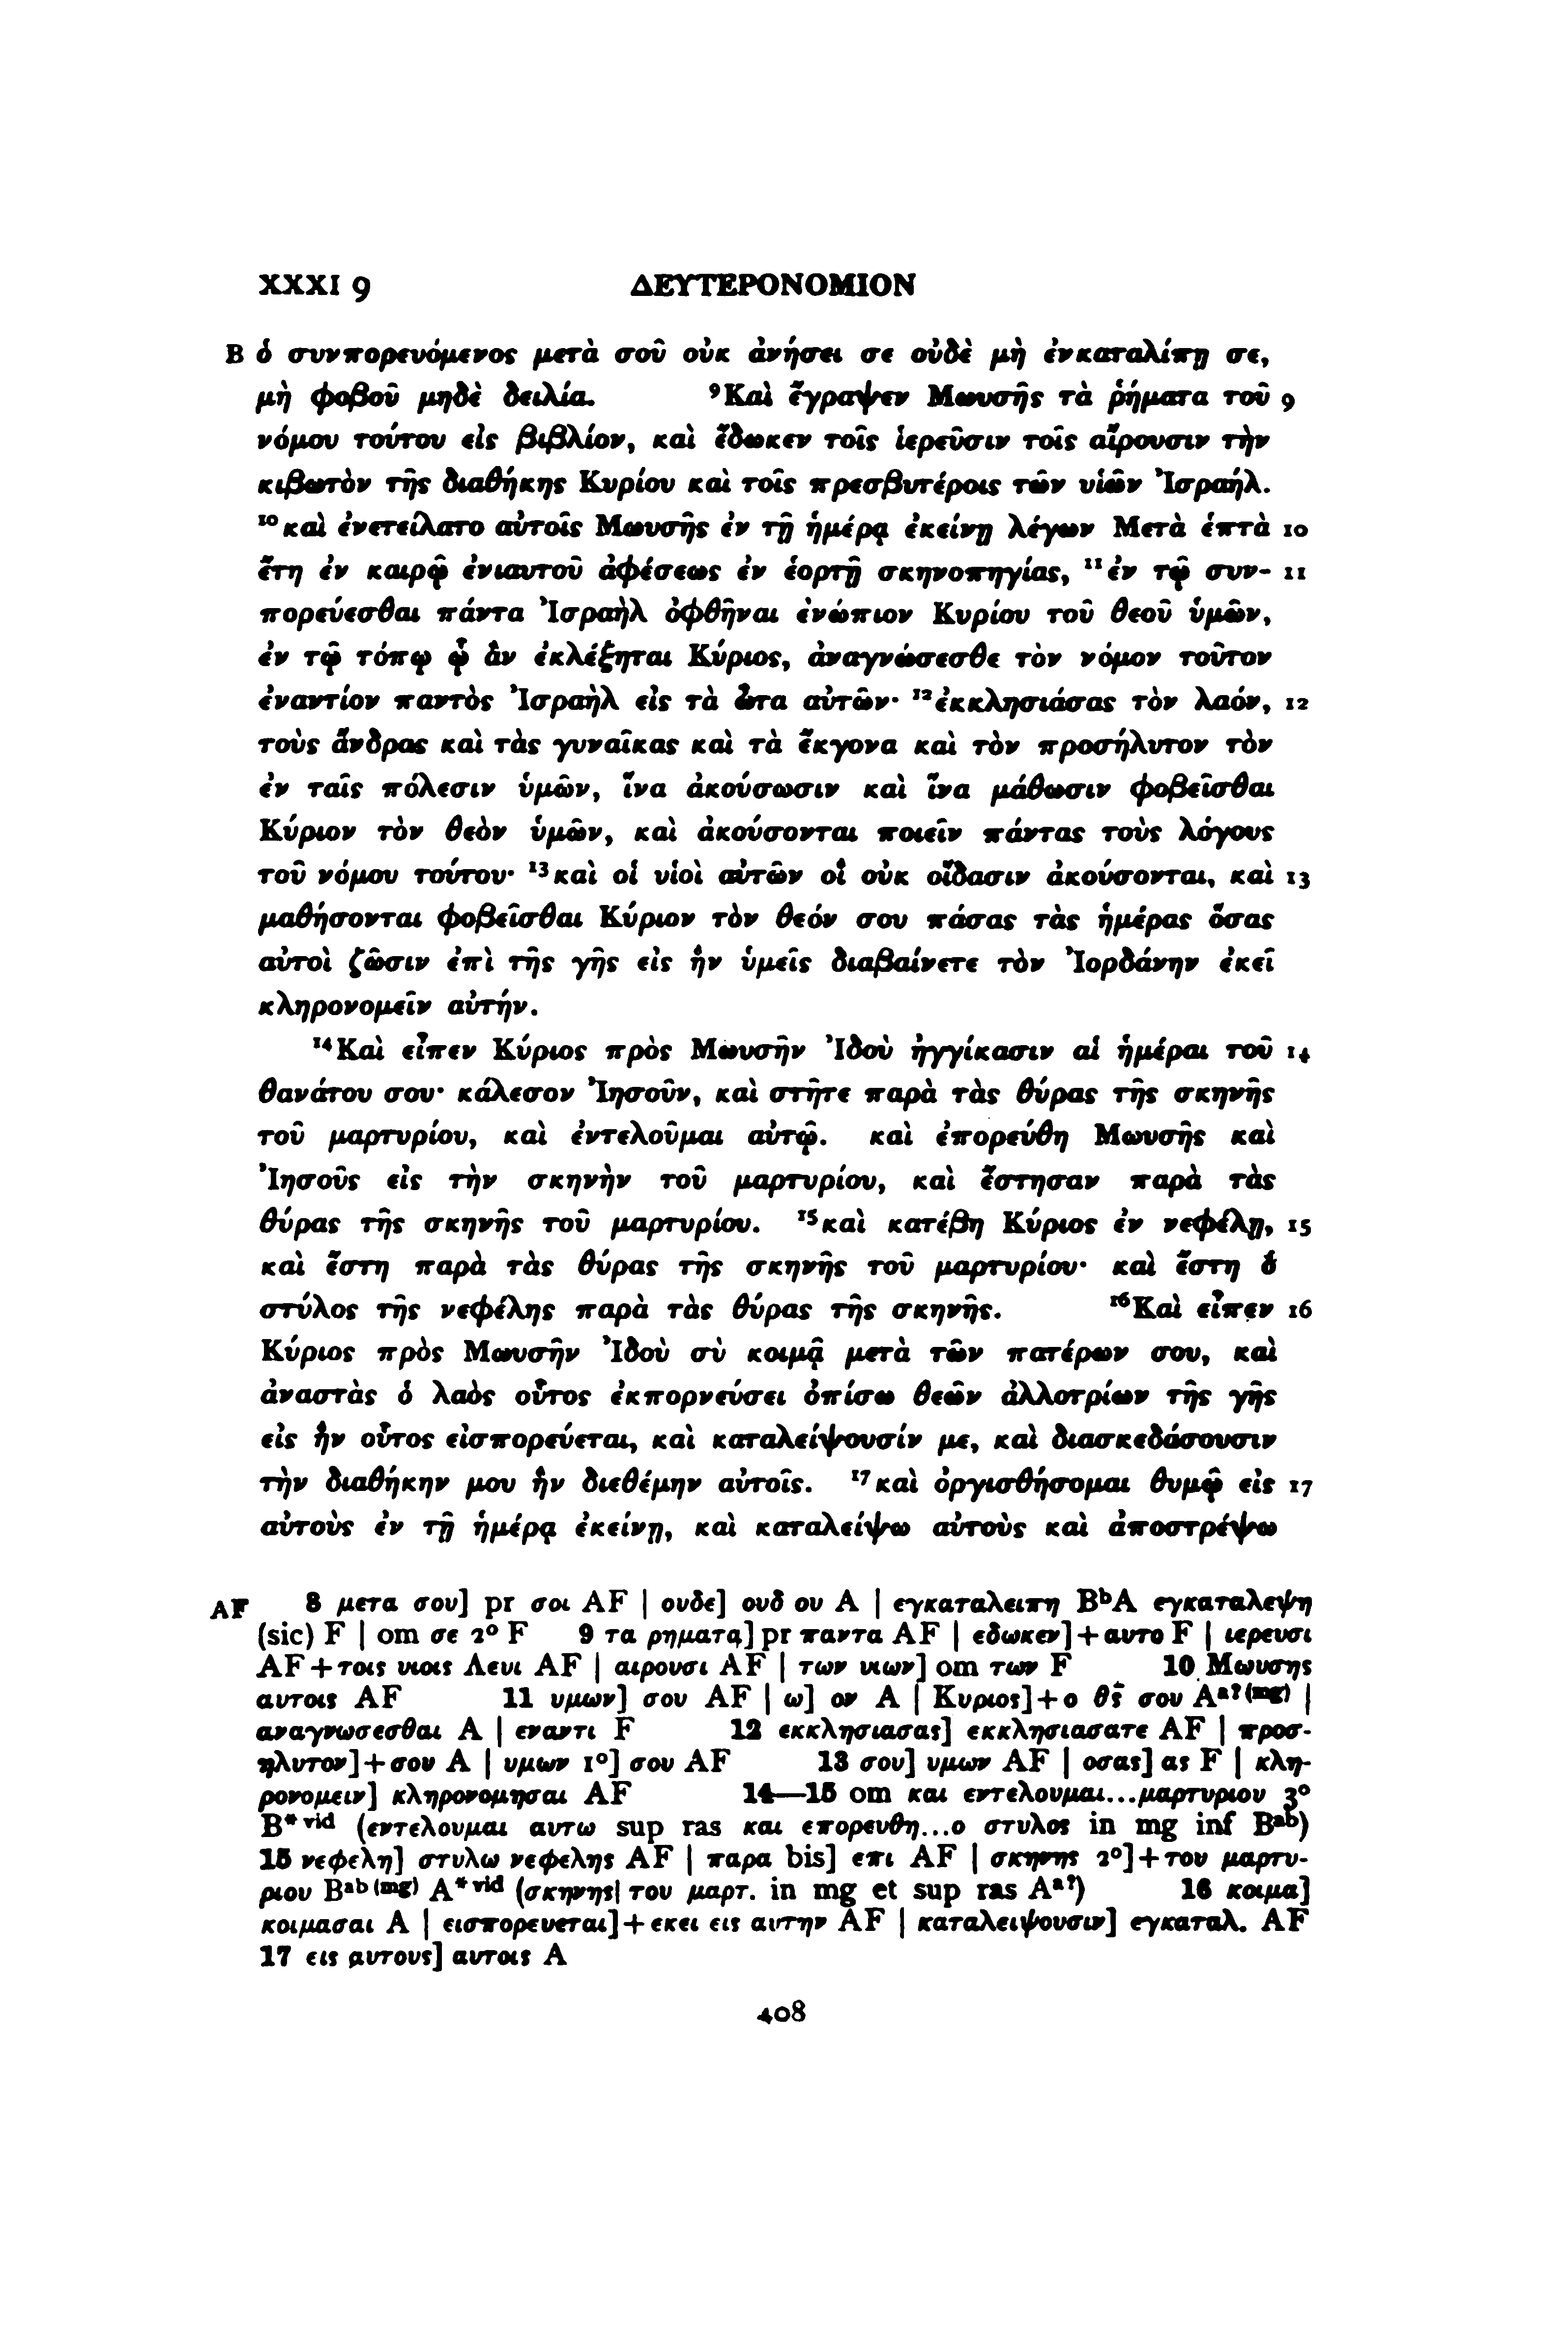 XXXI 9 ΔΕΥΤΕΡΟΝΟΜΙΟΝ
B ὁ συνπορευόμενος μετὰ σοῦ οὐκ ἀνήσει σε οὐδὲ μὴ ἐνκαταλίπῃ σε,
μὴ φοβοῦ μηδὲ δειλία. ⁹Καὶ ἔγραψεν Μωυσῆς τὰ ῥήματα τοῦ 9
νόμου τούτου εἰς βιβλίον, καὶ ἔδωκεν τοῖς ἱερεῦσιν τοῖς αἴρουσιν τὴν
κιβωτὸν τῆς διαθήκης Κυρίου καὶ τοῖς πρεσβυτέροις τῶν υἱῶν Ἰσραήλ.
¹⁰καὶ ἐνετείλατο αὐτοῖς Μωυσῆς ἐν τῇ ἡμέρᾳ ἐκείνῃ λέγων Μετὰ ἑπτὰ 10
ἔτη ἐν καιρῷ ἐνιαυτοῦ ἀφέσεως ἐν ἑορτῇ σκηνοπηγίας, ¹¹ἐν τῷ συν- 11
πορεύεσθαι πάντα Ἰσραὴλ ὀφθῆναι ἐνώπιον Κυρίου τοῦ θεοῦ ὑμῶν,
ἐν τῷ τόπῳ ᾧ ἂν ἐκλέξηται Κύριος, ἀναγνώσεσθε τὸν νόμον τοῦτον
ἐναντίον παντὸς Ἰσραὴλ εἰς τὰ ὦτα αὐτῶν· ¹²ἐκκλησιάσας τὸν λαόν, 12
τοὺς ἄνδρας καὶ τὰς γυναῖκας καὶ τὰ ἔκγονα καὶ τὸν προσήλυτον τὸν
ἐν ταῖς πόλεσιν ὑμῶν, ἵνα ἀκούσωσιν καὶ ἵνα μάθωσιν φοβεῖσθαι
Κύριον τὸν θεὸν ὑμῶν, καὶ ἀκούσονται ποιεῖν πάντας τοὺς λόγους
τοῦ νόμου τούτου· ¹³καὶ οἱ υἱοὶ αὐτῶν οἳ οὐκ οἴδασιν ἀκούσονται, καὶ 13
μαθήσονται φοβεῖσθαι Κύριον τὸν θεόν σου πάσας τὰς ἡμέρας ὅσας
αὐτοὶ ζῶσιν ἐπὶ τῆς γῆς εἰς ἣν ὑμεῖς διαβαίνετε τὸν Ἰορδάνην ἐκεῖ
κληρονομεῖν αὐτήν.
¹⁴Καὶ εἶπεν Κύριος πρὸς Μωυσῆν Ἰδοὺ ἠγγίκασιν αἱ ἡμέραι τοῦ 14
θανάτου σου· κάλεσον Ἰησοῦν, καὶ στῆτε παρὰ τὰς θύρας τῆς σκηνῆς
τοῦ μαρτυρίου, καὶ ἐντελοῦμαι αὐτῷ. καὶ ἐπορεύθη Μωυσῆς καὶ
Ἰησοῦς εἰς τὴν σκηνὴν τοῦ μαρτυρίου, καὶ ἔστησαν παρὰ τὰς
θύρας τῆς σκηνῆς τοῦ μαρτυρίου. ¹⁵καὶ κατέβη Κύριος ἐν νεφέλῃ, 15
καὶ ἔστη παρὰ τὰς θύρας τῆς σκηνῆς τοῦ μαρτυρίου· καὶ ἔστη ὁ
στύλος τῆς νεφέλης παρὰ τὰς θύρας τῆς σκηνῆς. ¹⁶Καὶ εἶπεν 16
Κύριος πρὸς Μωυσῆν Ἰδοὺ σὺ κοιμᾷ μετὰ τῶν πατέρων σου, καὶ
ἀναστὰς ὁ λαὸς οὗτος ἐκπορνεύσει ὀπίσω θεῶν ἀλλοτρίων τῆς γῆς
εἰς ἣν οὗτος εἰσπορεύεται, καὶ καταλείψουσίν με, καὶ διασκεδάσουσιν
τὴν διαθήκην μου ἣν διεθέμην αὐτοῖς. ¹⁷καὶ ὀργισθήσομαι θυμῷ εἰς 17
αὐτοὺς ἐν τῇ ἡμέρᾳ ἐκείνῃ, καὶ καταλείψω αὐτοὺς καὶ ἀποστρέψω
AF 8 μετα σου] pr σοι AF | ουδε] ουδ ου A | εγκαταλειπη BᵇA εγκαταλεψη
(sic) F | om σε 2° F 9 τα ρηματα] pr παντα AF | εδωκεν]+αυτο F | ιερευσι
AF+τοις υιοις Λευι AF | αιρουσι AF | των υιων] om των F 10 Μωυσης
αυτοις AF 11 υμων] σου AF | ω] ον A | Κυριος]+ο θς̄ σου Aᵃ?⁽ᵐᵍ⁾ |
αναγνωσεσθαι A | εναντι F 12 εκκλησιασας] εκκλησιασατε AF | προσ-
ηλυτον]+σου A | υμων 1°] σου AF 13 σου] υμων AF | οσας] ας F | κλη-
ρονομειν] κληρονομησαι AF 14—15 om και εντελουμαι...μαρτυριου 3°
B*ᵛⁱᵈ (εντελουμαι αυτω sup ras και επορευθη...ο στυλος in mg inf Bᵃᵇ)
15 νεφελη] στυλω νεφελης AF | παρα bis] επι AF | σκηνης 2°]+του μαρτυ-
ριου Bᵃᵇ⁽ᵐᵍ⁾ A*ᵛⁱᵈ (σκηνης| του μαρτ. in mg et sup ras Aᵃ?) 16 κοιμα]
κοιμασαι A | εισπορευεται]+εκει εις αυτην AF | καταλειψουσιν] εγκαταλ. AF
17 εις αυτους] αυτοις A
408